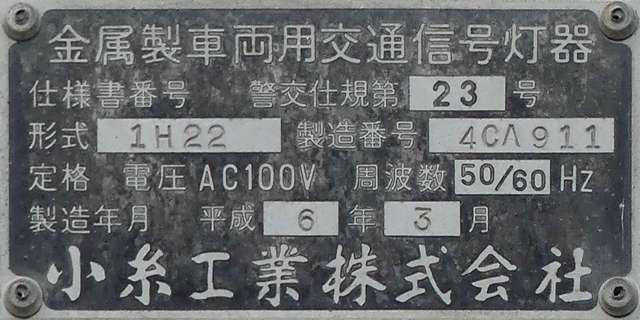 金属製車両用交通信号灯器
仕様書番号 警交仕規第 23 号
形式 1H22 製造番号 4CA911
定格 電圧 AC100V 周波数 50/60 Hz
製造年月 平成 6 年 3 月
小糸工業株式会社